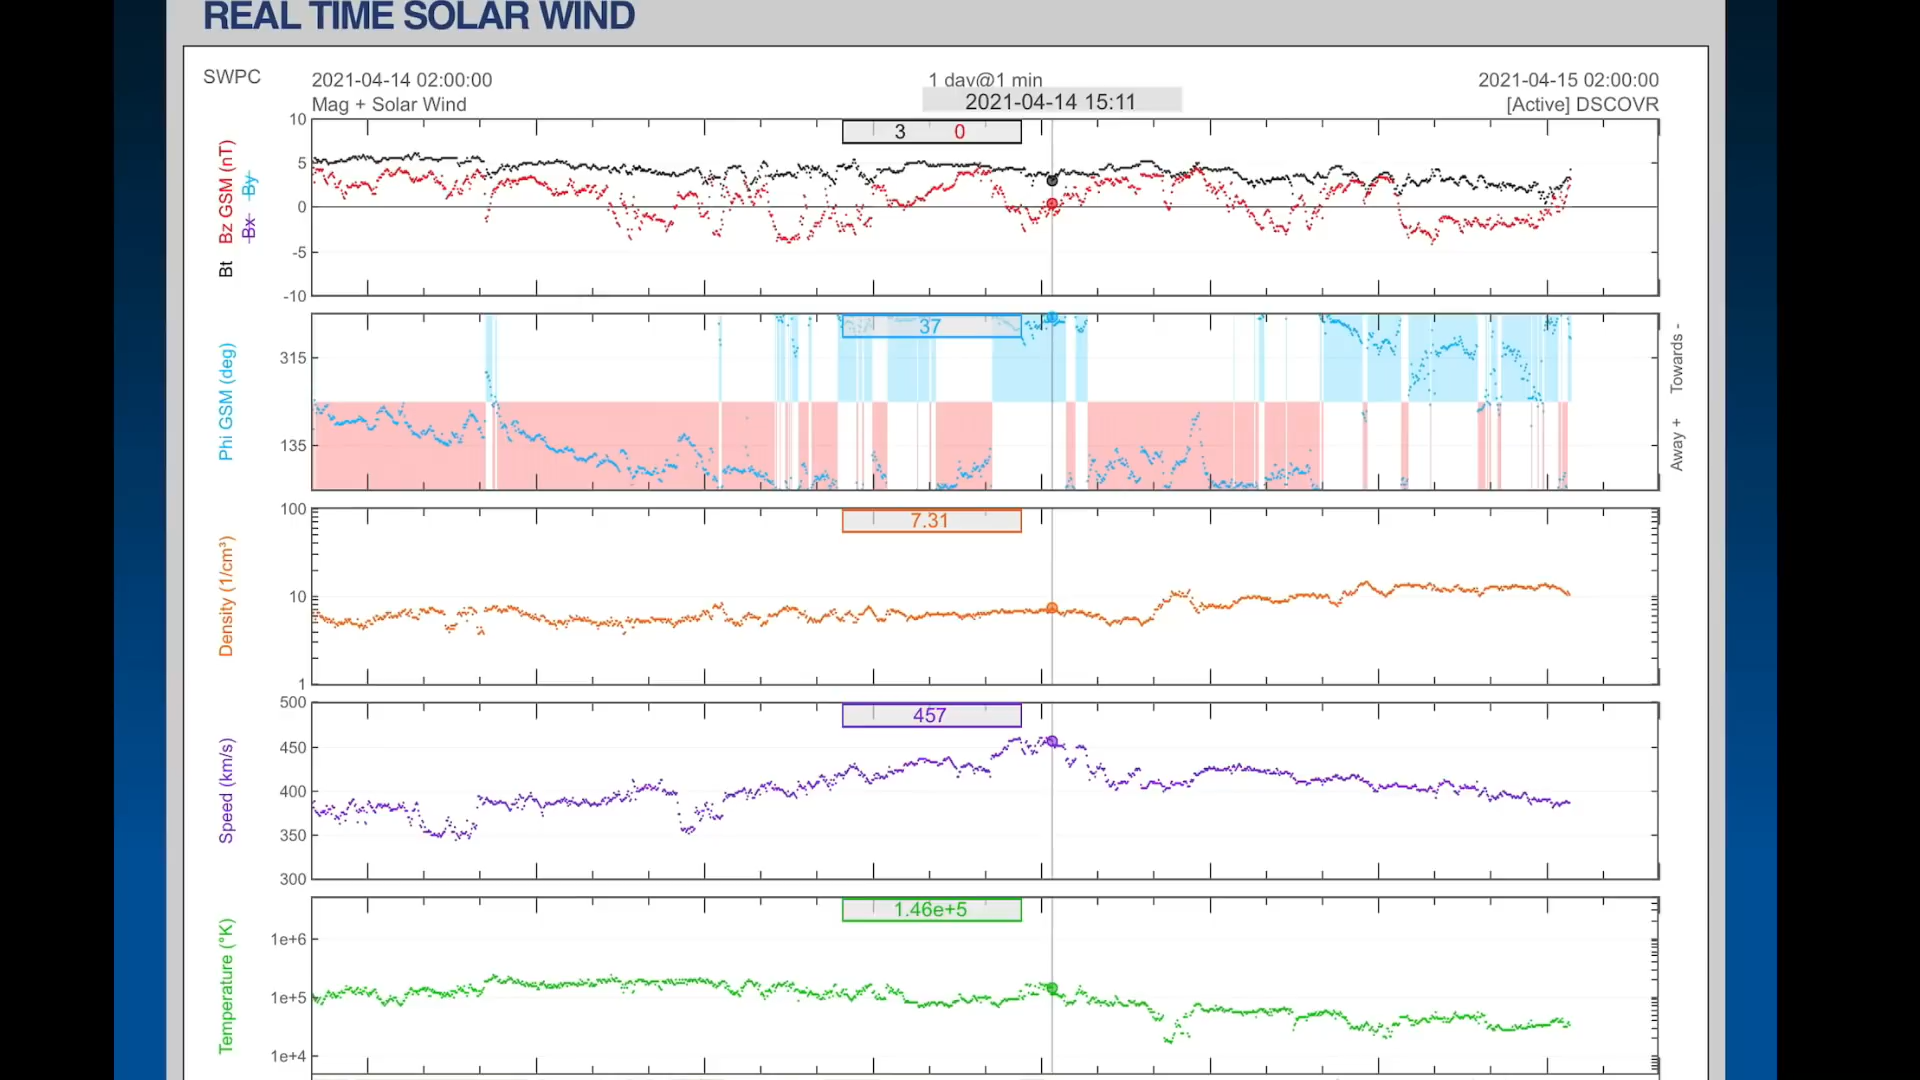 REAL TIME SOLAR WIND
SWPC
2021-04-14 02:00:00
1 day@1 min
2021-04-15 02:00:00
Mag + Solar Wind
2021-04-14 15:11
[Active] DSCOVR
3 0
10
5
0
-5
-10
Bt Bz GSM (nT)
Bx By
37
315
135
Phi GSM (deg)
Away + Towards -
7.31
100
10
1
Density (1/cm³)
457
500
450
400
350
300
Speed (km/s)
1.46e+5
1e+6
1e+5
1e+4
Temperature (°K)